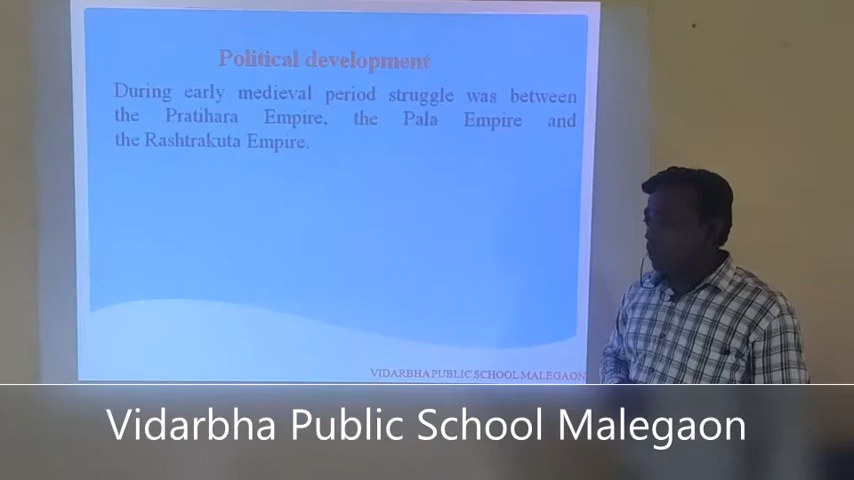 Political development
During early medieval period struggle was between
the Pratihara Empire, the Pala Empire and
the Rashtrakuta Empire.
VIDARBHA PUBLIC SCHOOL MALEGAON
Vidarbha Public School Malegaon